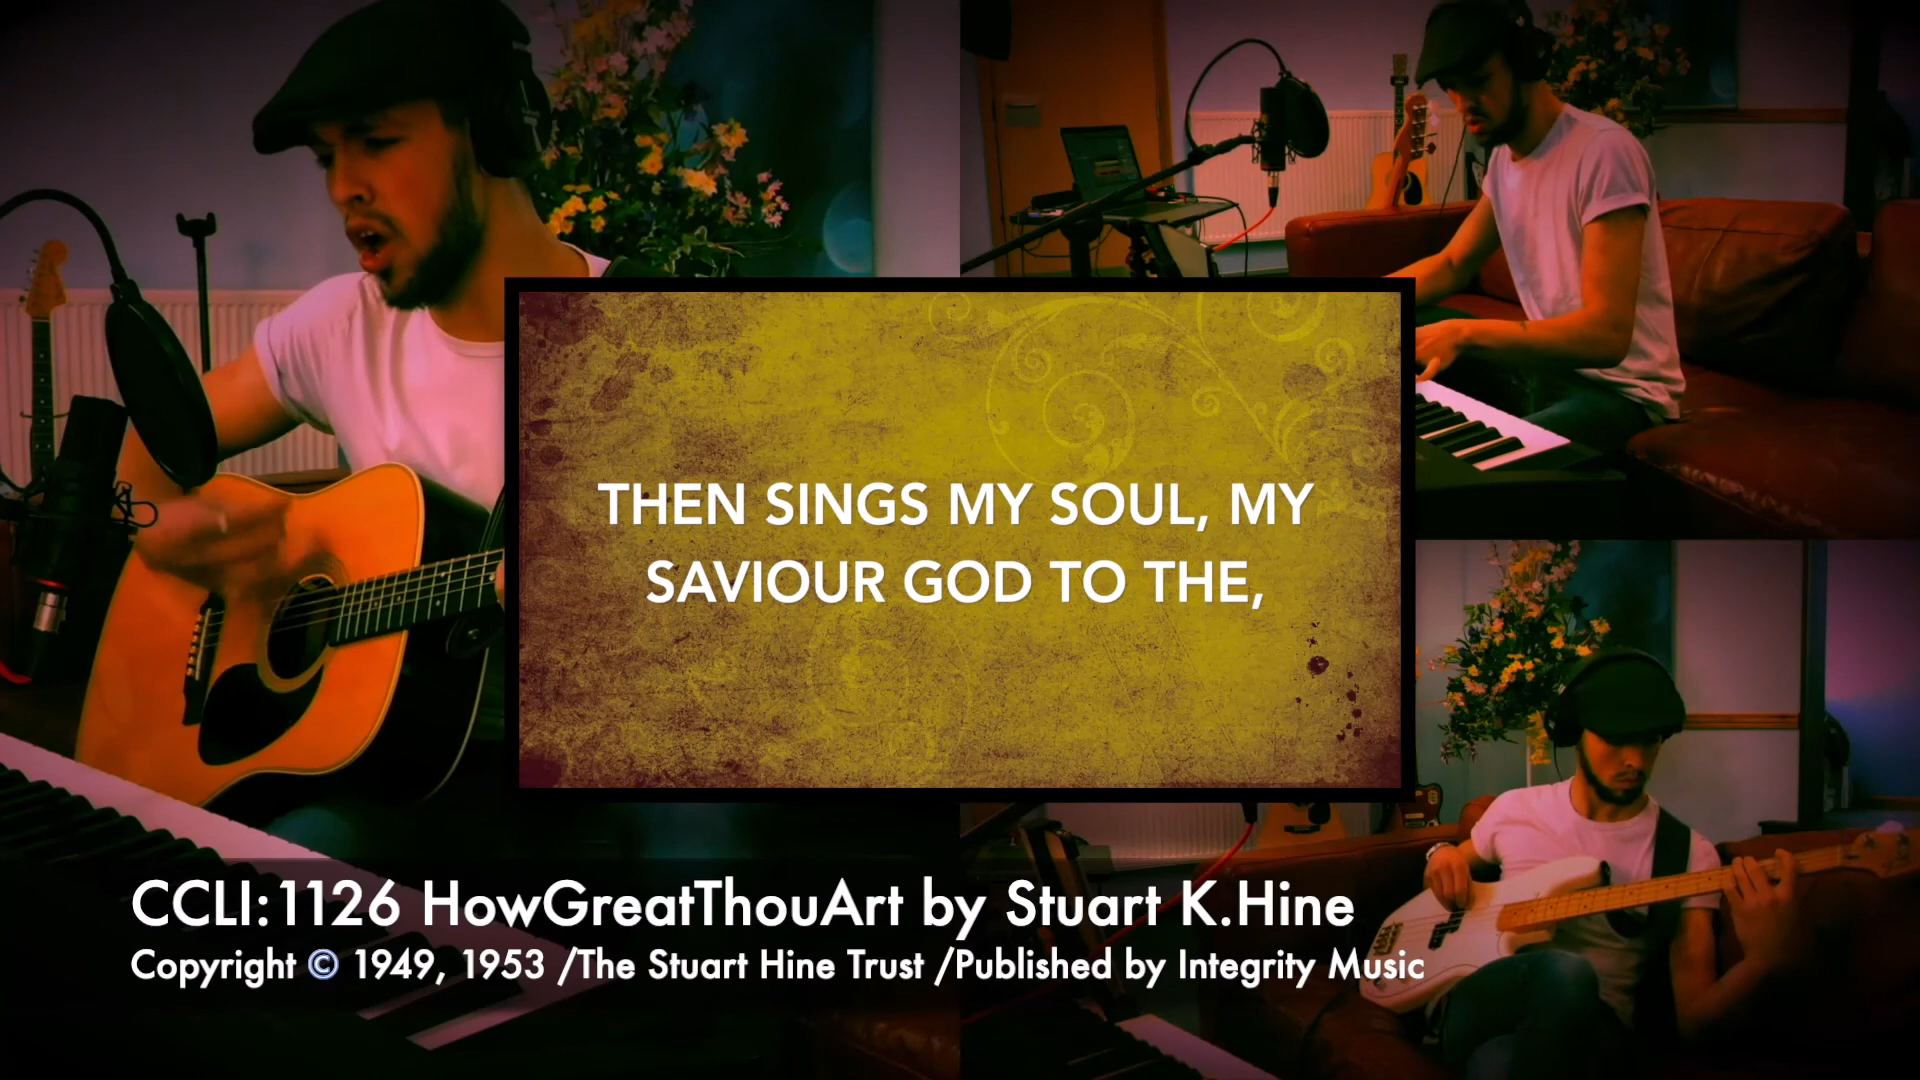 THEN SINGS MY SOUL, MY
SAVIOUR GOD TO THE,
CCLI:1126 HowGreatThouArt by Stuart K.Hine
Copyright © 1949, 1953 /The Stuart Hine Trust /Published by Integrity Music